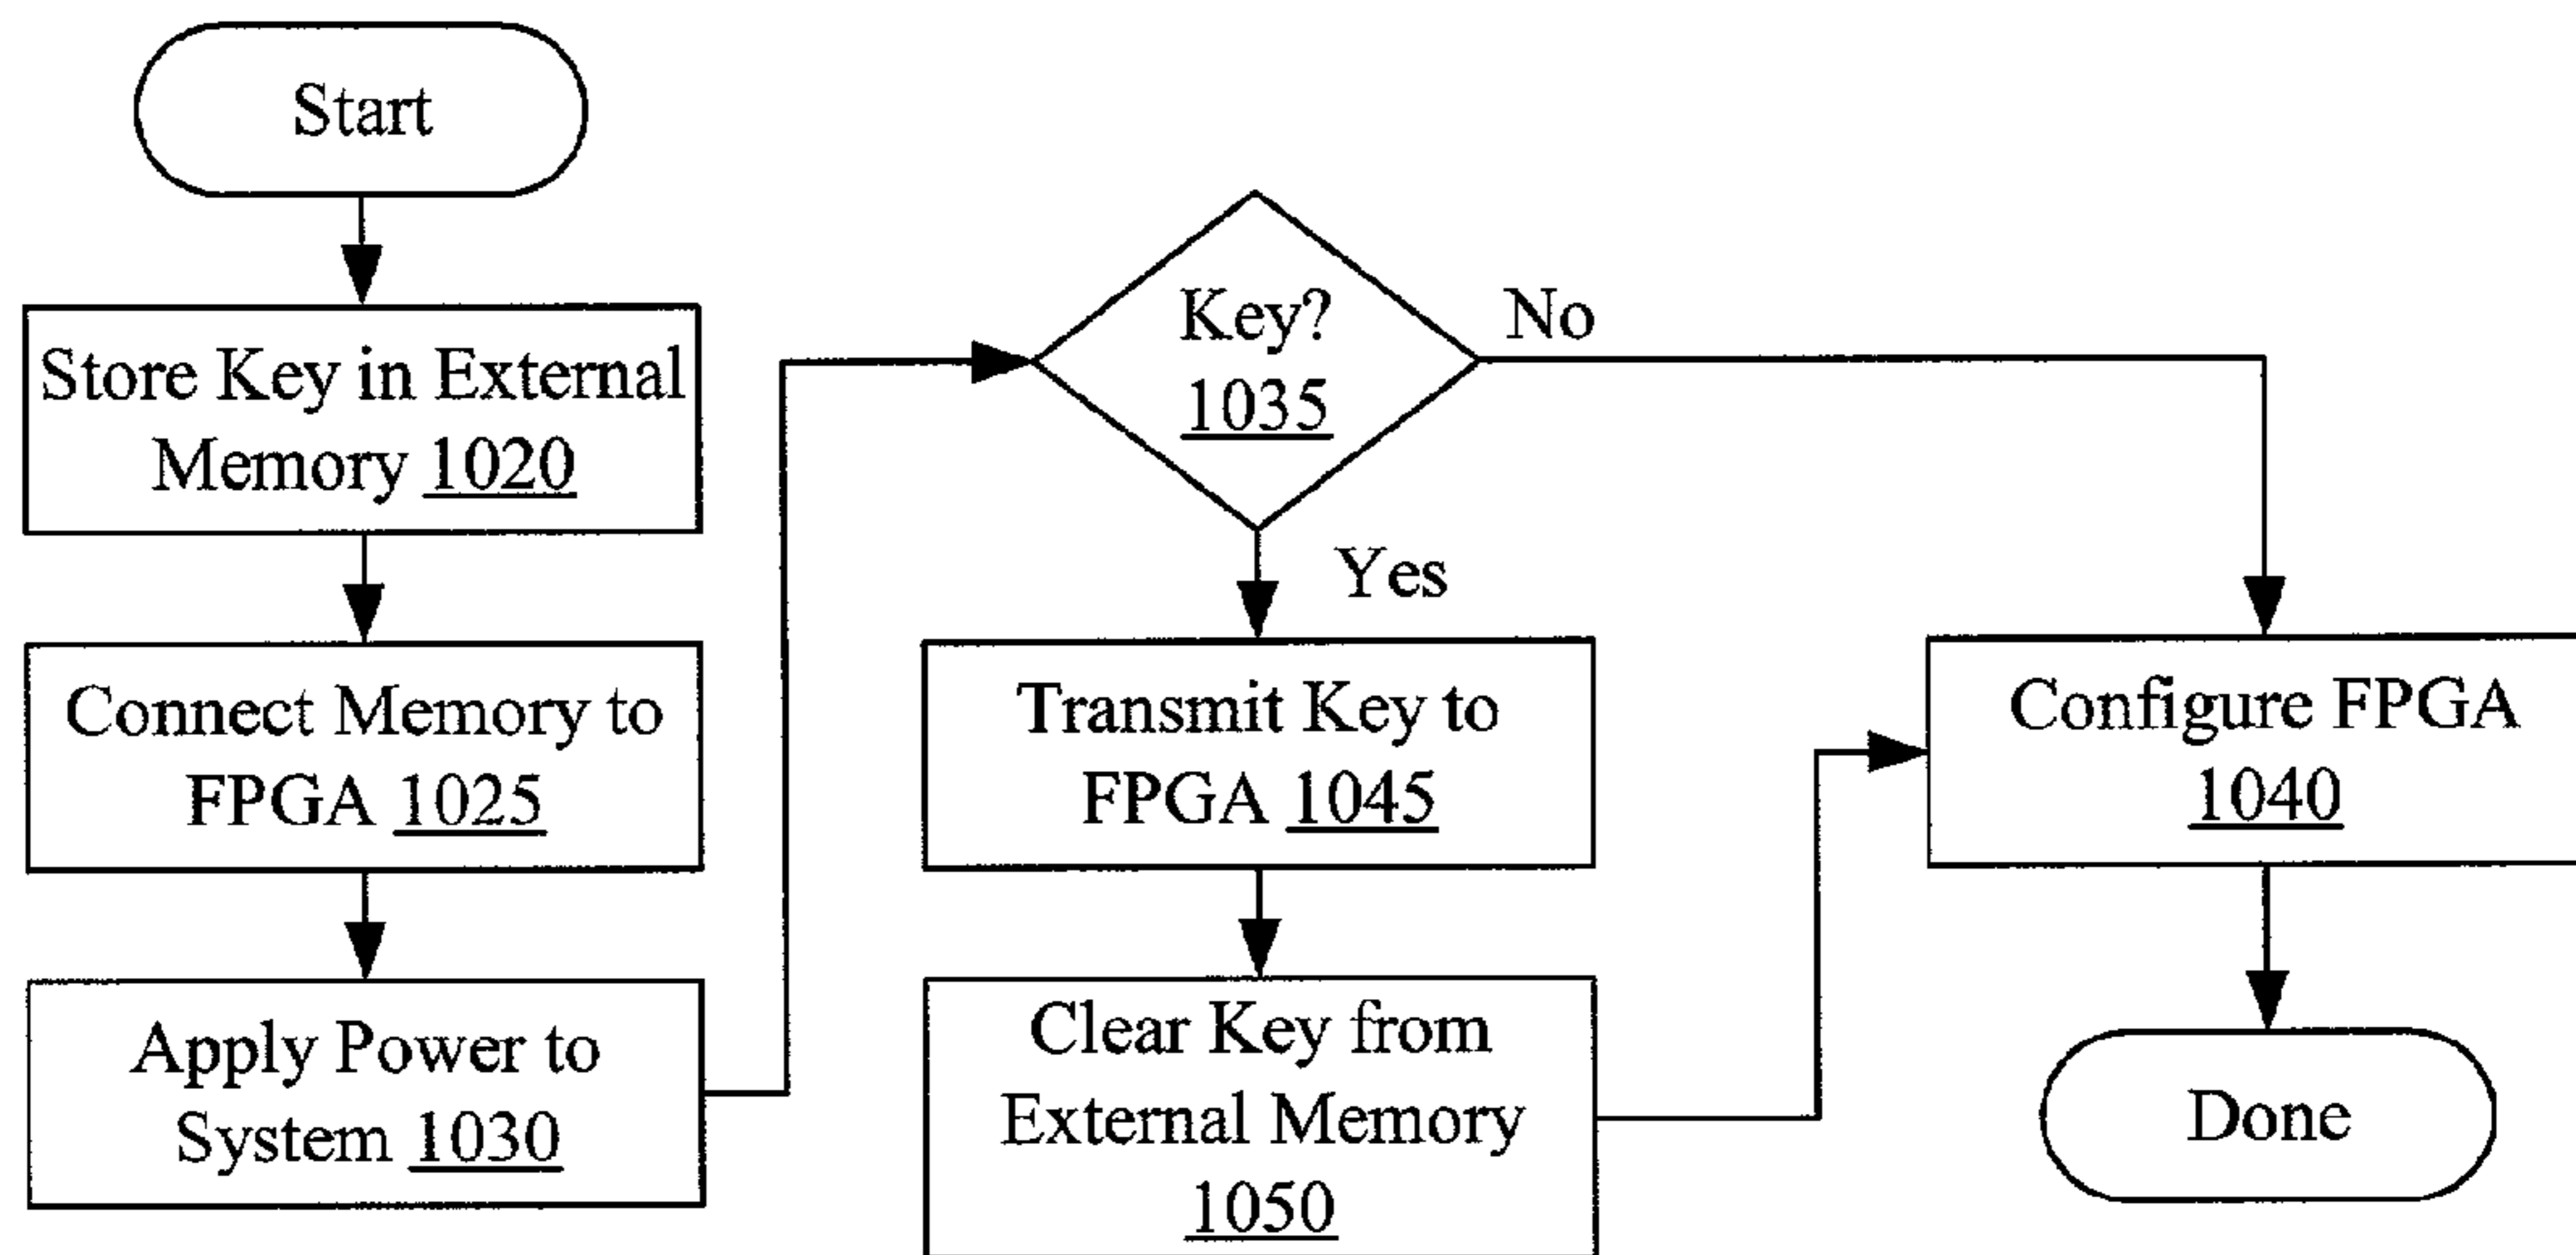 Start
Store Key in External
Memory 1020
Connect Memory to
FPGA 1025
Apply Power to
System 1030
Key?
1035
No
Yes
Transmit Key to
FPGA 1045
Clear Key from
External Memory
1050
Configure FPGA
1040
Done